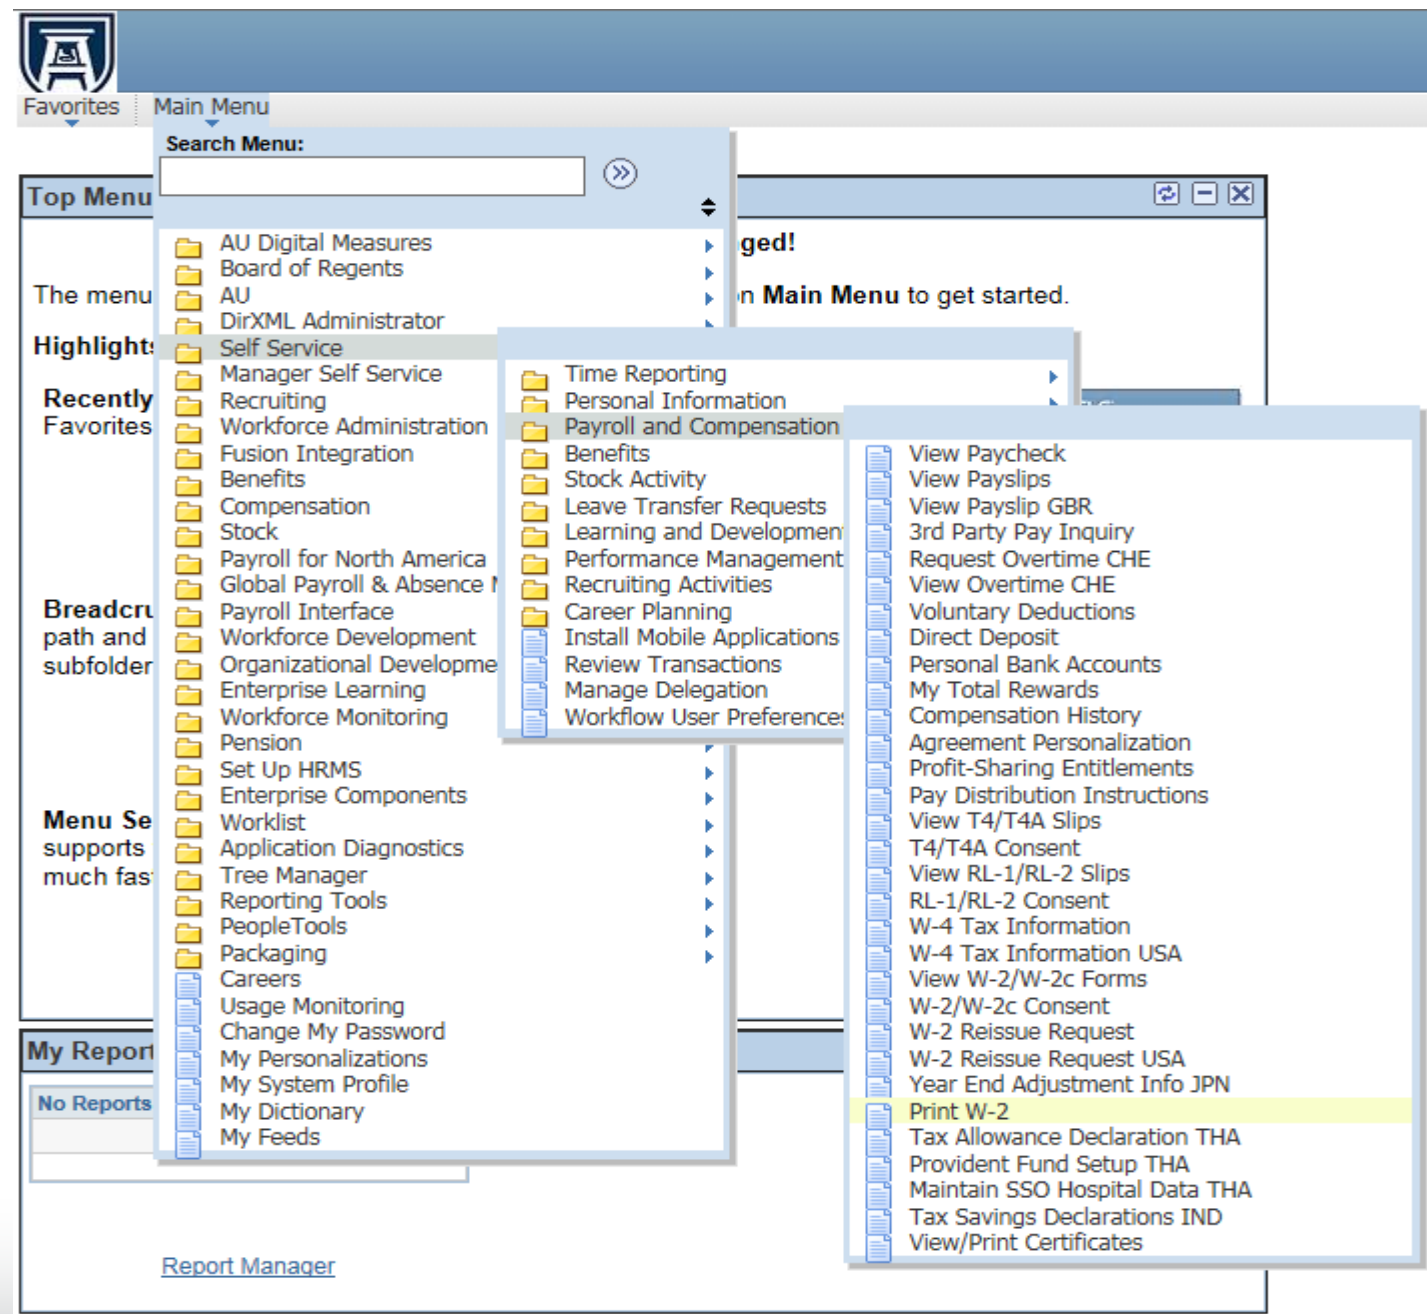 Favorites
Main Menu
Search Menu:
Top Menu
ged!
The menu
n Main Menu to get started.
Highlights
Recently
Favorites
Breadcru
path and
subfolder
Menu Se
supports
much fas
AU Digital Measures
Board of Regents
AU
DirXML Administrator
Self Service
Manager Self Service
Recruiting
Workforce Administration
Fusion Integration
Benefits
Compensation
Stock
Payroll for North America
Global Payroll & Absence M
Payroll Interface
Workforce Development
Organizational Developme
Enterprise Learning
Workforce Monitoring
Pension
Set Up HRMS
Enterprise Components
Worklist
Application Diagnostics
Tree Manager
Reporting Tools
PeopleTools
Packaging
Careers
Usage Monitoring
Change My Password
My Personalizations
My System Profile
My Dictionary
My Feeds
Time Reporting
Personal Information
Payroll and Compensation
Benefits
Stock Activity
Leave Transfer Requests
Learning and Developmen
Performance Management
Recruiting Activities
Career Planning
Install Mobile Applications
Review Transactions
Manage Delegation
Workflow User Preferences
View Paycheck
View Payslips
View Payslip GBR
3rd Party Pay Inquiry
Request Overtime CHE
View Overtime CHE
Voluntary Deductions
Direct Deposit
Personal Bank Accounts
My Total Rewards
Compensation History
Agreement Personalization
Profit-Sharing Entitlements
Pay Distribution Instructions
View T4/T4A Slips
T4/T4A Consent
View RL-1/RL-2 Slips
RL-1/RL-2 Consent
W-4 Tax Information
W-4 Tax Information USA
View W-2/W-2c Forms
W-2/W-2c Consent
W-2 Reissue Request
W-2 Reissue Request USA
Year End Adjustment Info JPN
Print W-2
Tax Allowance Declaration THA
Provident Fund Setup THA
Maintain SSO Hospital Data THA
Tax Savings Declarations IND
View/Print Certificates
My Report
No Reports
Report Manager